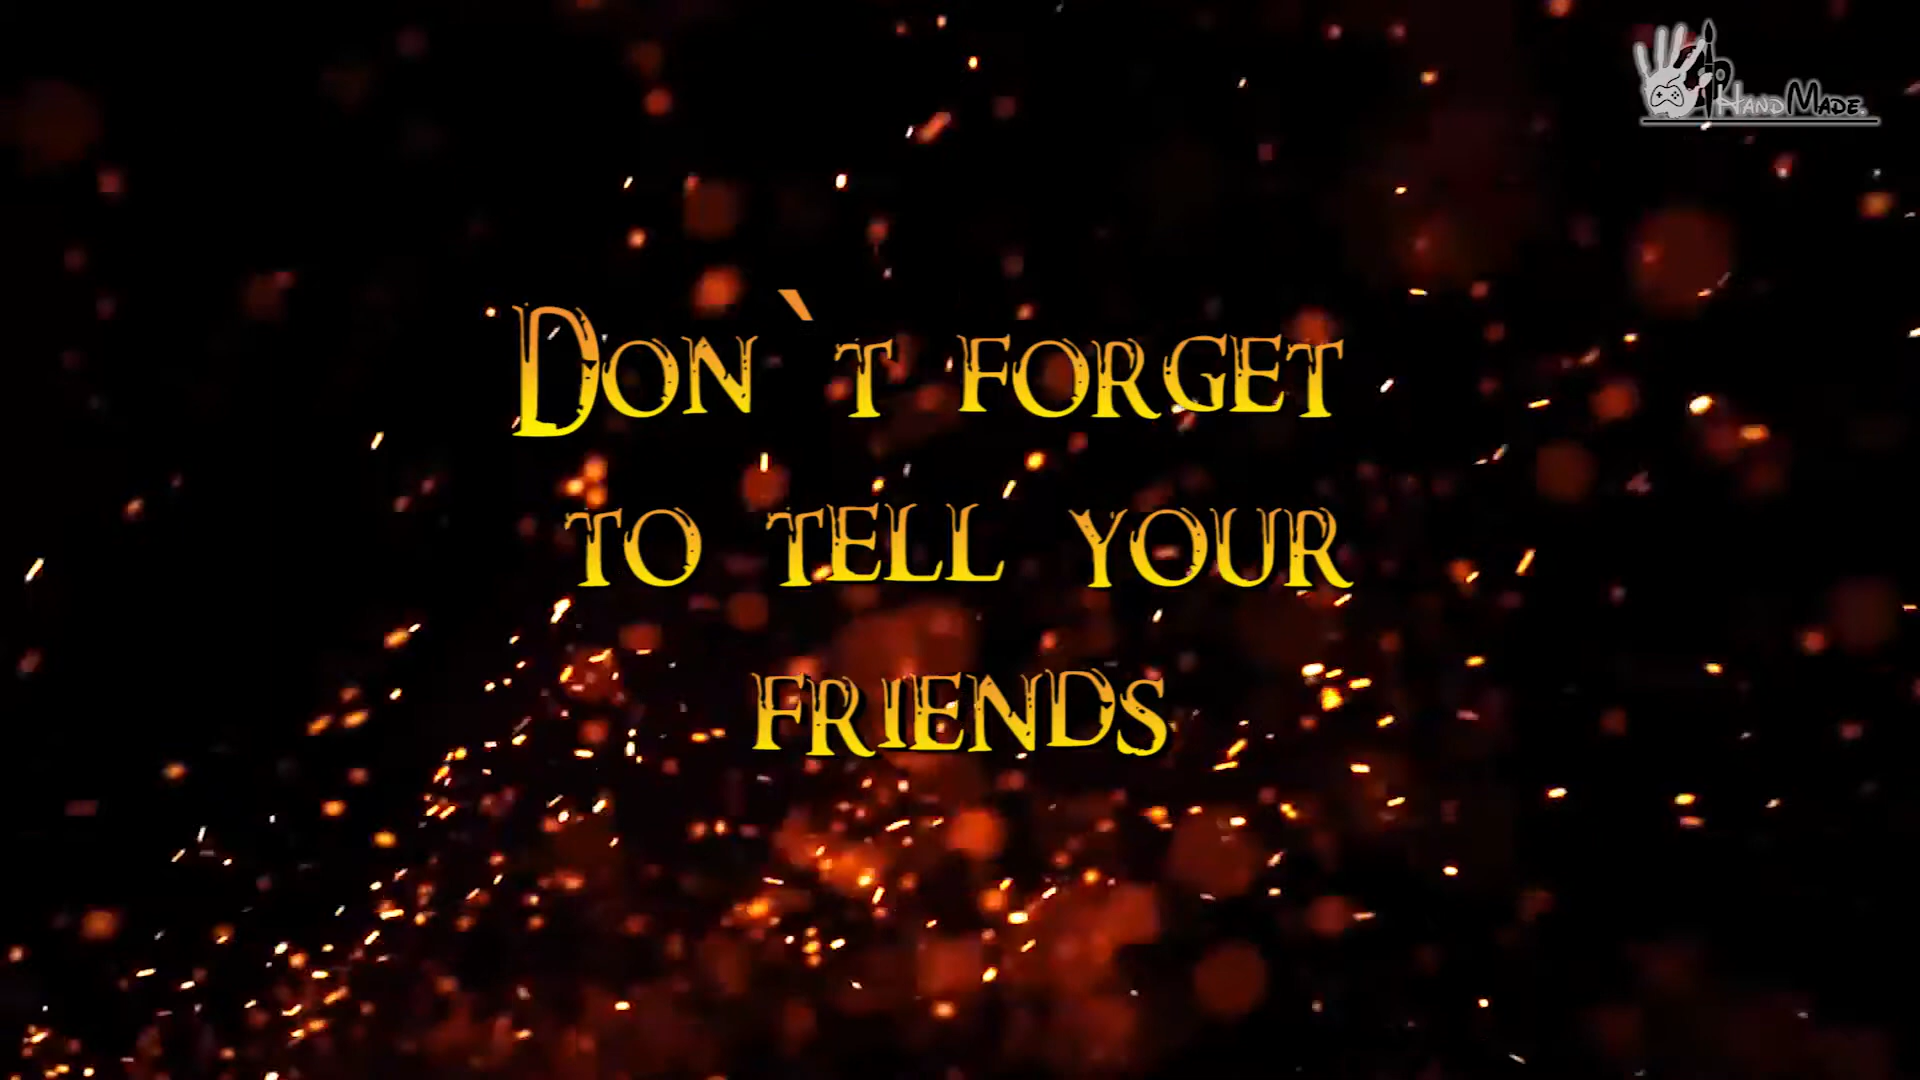 HandMade.
Don`t forget
to tell your
friends